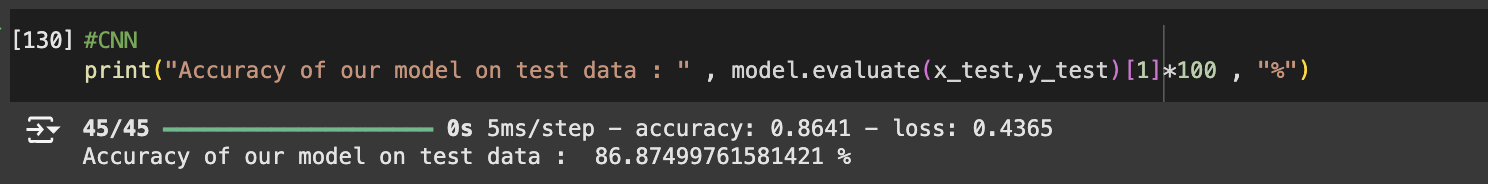 [130] #CNN
print("Accuracy of our model on test data : " , model.evaluate(x_test,y_test)[1]*100 , "%")
45/45 ━━━━━━━━━━━━━━━━━━━━ 0s 5ms/step - accuracy: 0.8641 - loss: 0.4365
Accuracy of our model on test data :  86.87499761581421 %